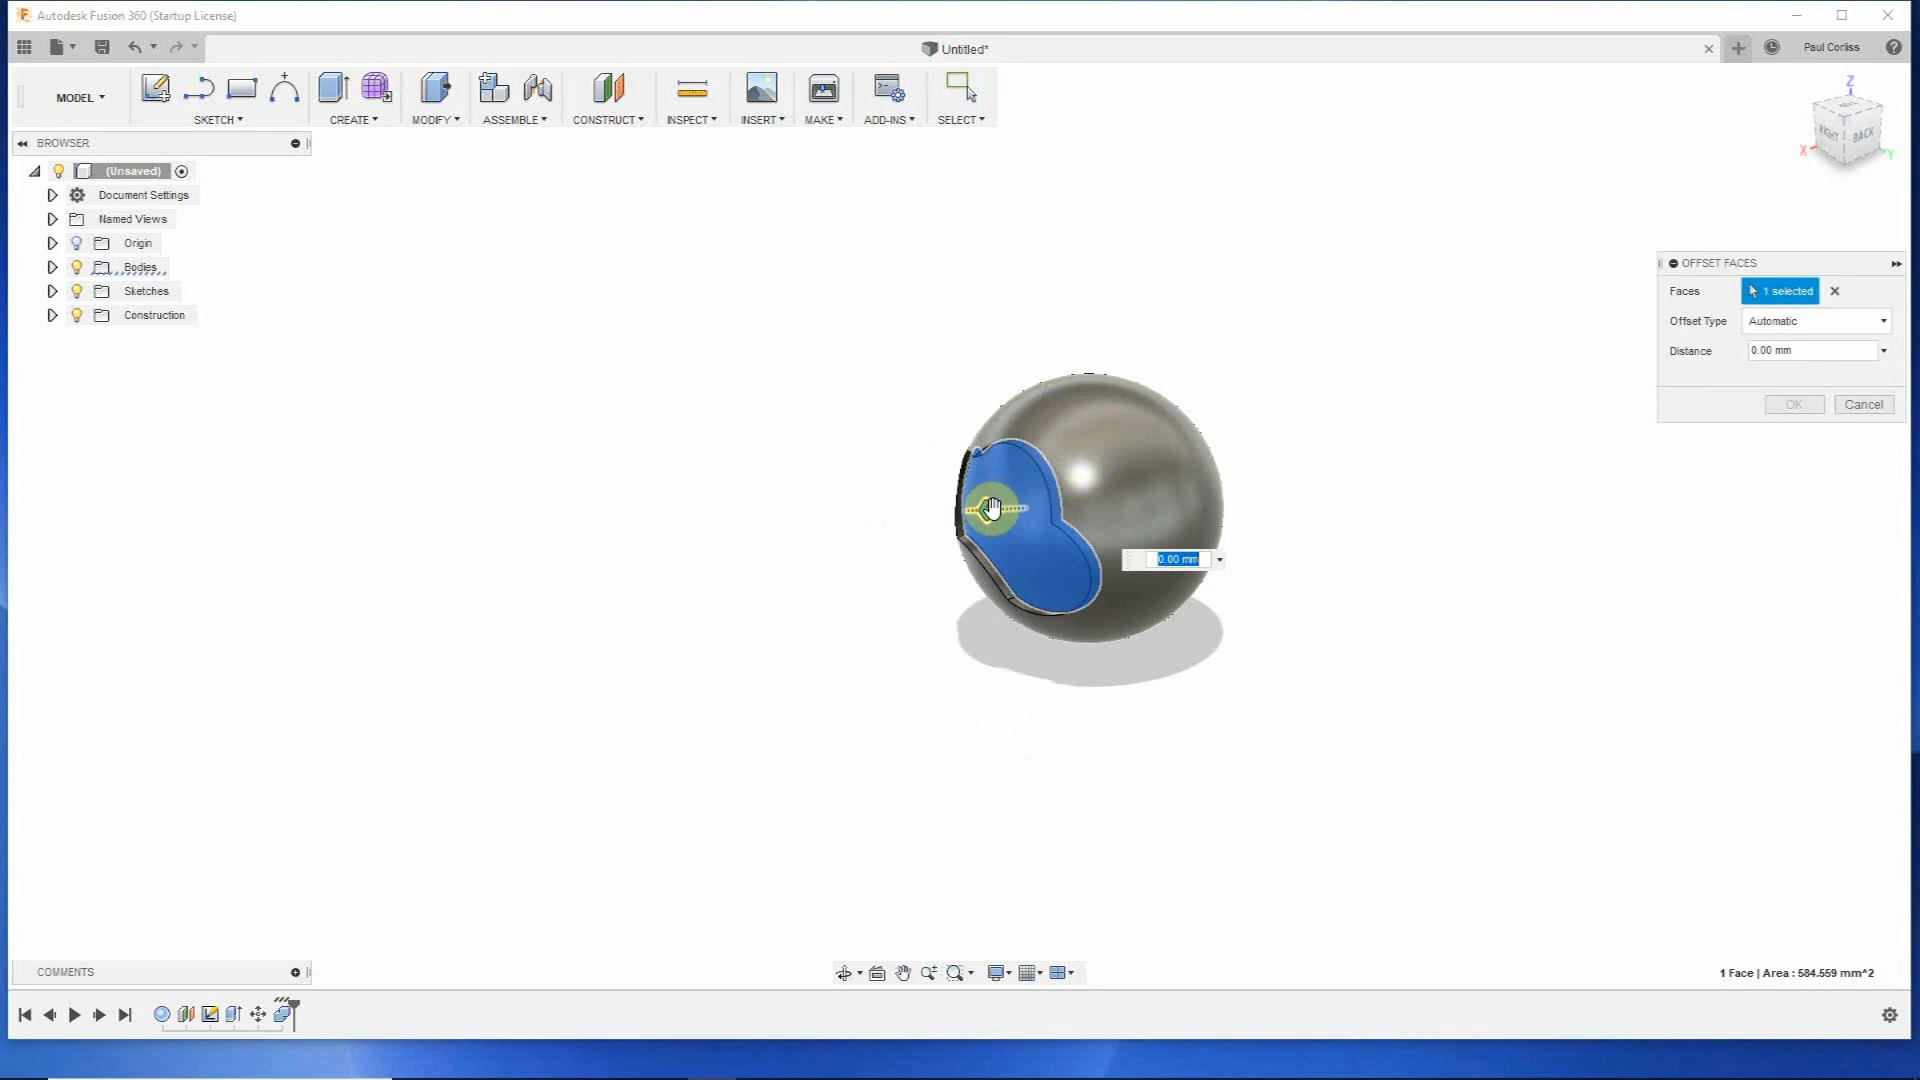 Autodesk Fusion 360 (Startup License)
Untitled*
Paul Corliss
MODEL
SKETCH
CREATE
MODIFY
ASSEMBLE
CONSTRUCT
INSPECT
INSERT
MAKE
ADD-INS
SELECT
BROWSER
(Unsaved)
Document Settings
Named Views
Origin
Bodies
Sketches
Construction
Z
RIGHT
BACK
X
Y
OFFSET FACES
Faces
1 selected
Offset Type
Automatic
Distance
0.00 mm
OK
Cancel
0.00 mm
COMMENTS
1 Face | Area : 584.559 mm^2